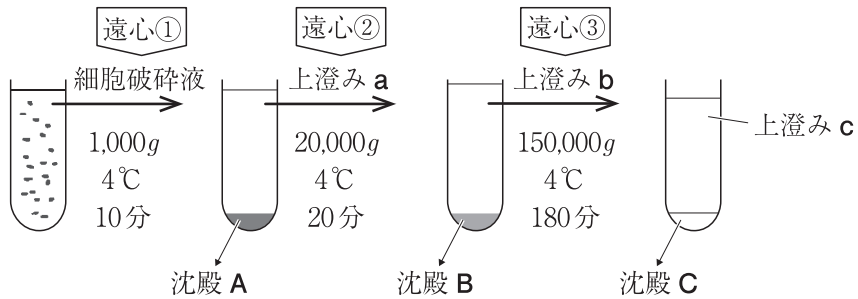 遠心① 遠心② 遠心③
細胞破砕液 上澄み a 上澄み b
1,000g 20,000g 150,000g
4℃ 4℃ 4℃
10分 20分 180分
上澄み c
沈殿 A 沈殿 B 沈殿 C